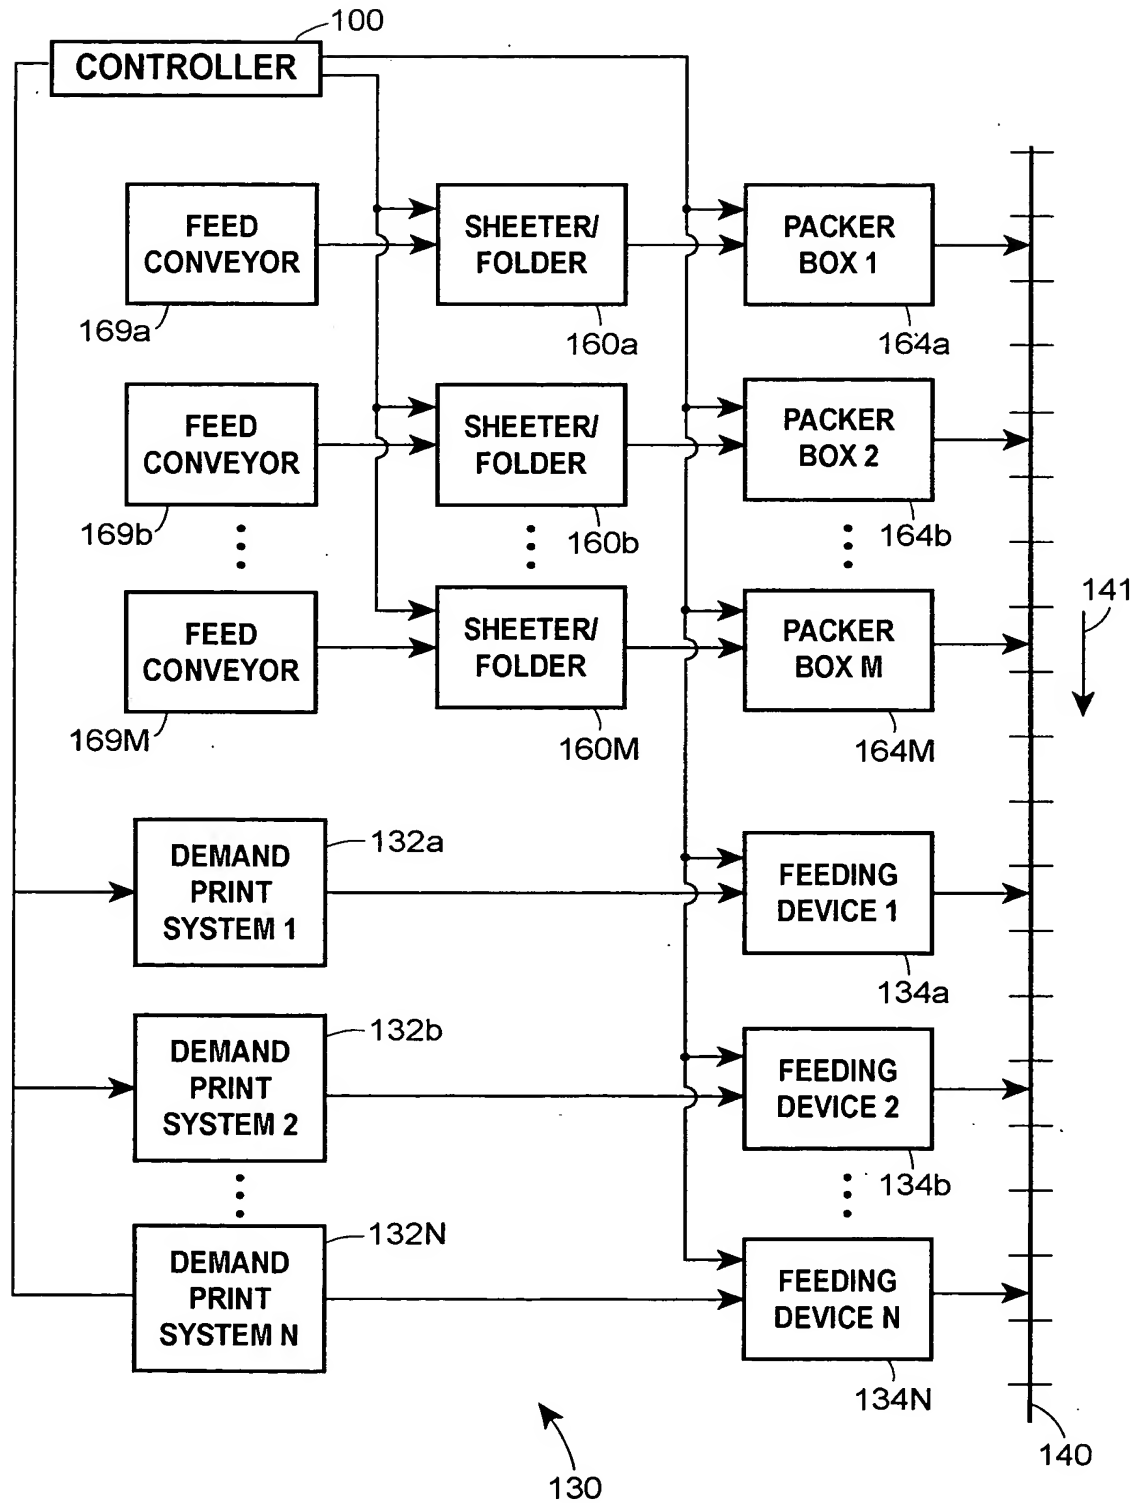 100
CONTROLLER
FEED
CONVEYOR
169a
SHEETER/
FOLDER
160a
PACKER
BOX 1
164a
FEED
CONVEYOR
169b
SHEETER/
FOLDER
160b
PACKER
BOX 2
164b
141
FEED
CONVEYOR
169M
SHEETER/
FOLDER
160M
PACKER
BOX M
164M
DEMAND
PRINT
SYSTEM 1
132a
FEEDING
DEVICE 1
134a
DEMAND
PRINT
SYSTEM 2
132b
FEEDING
DEVICE 2
134b
DEMAND
PRINT
SYSTEM N
132N
FEEDING
DEVICE N
134N
140
130